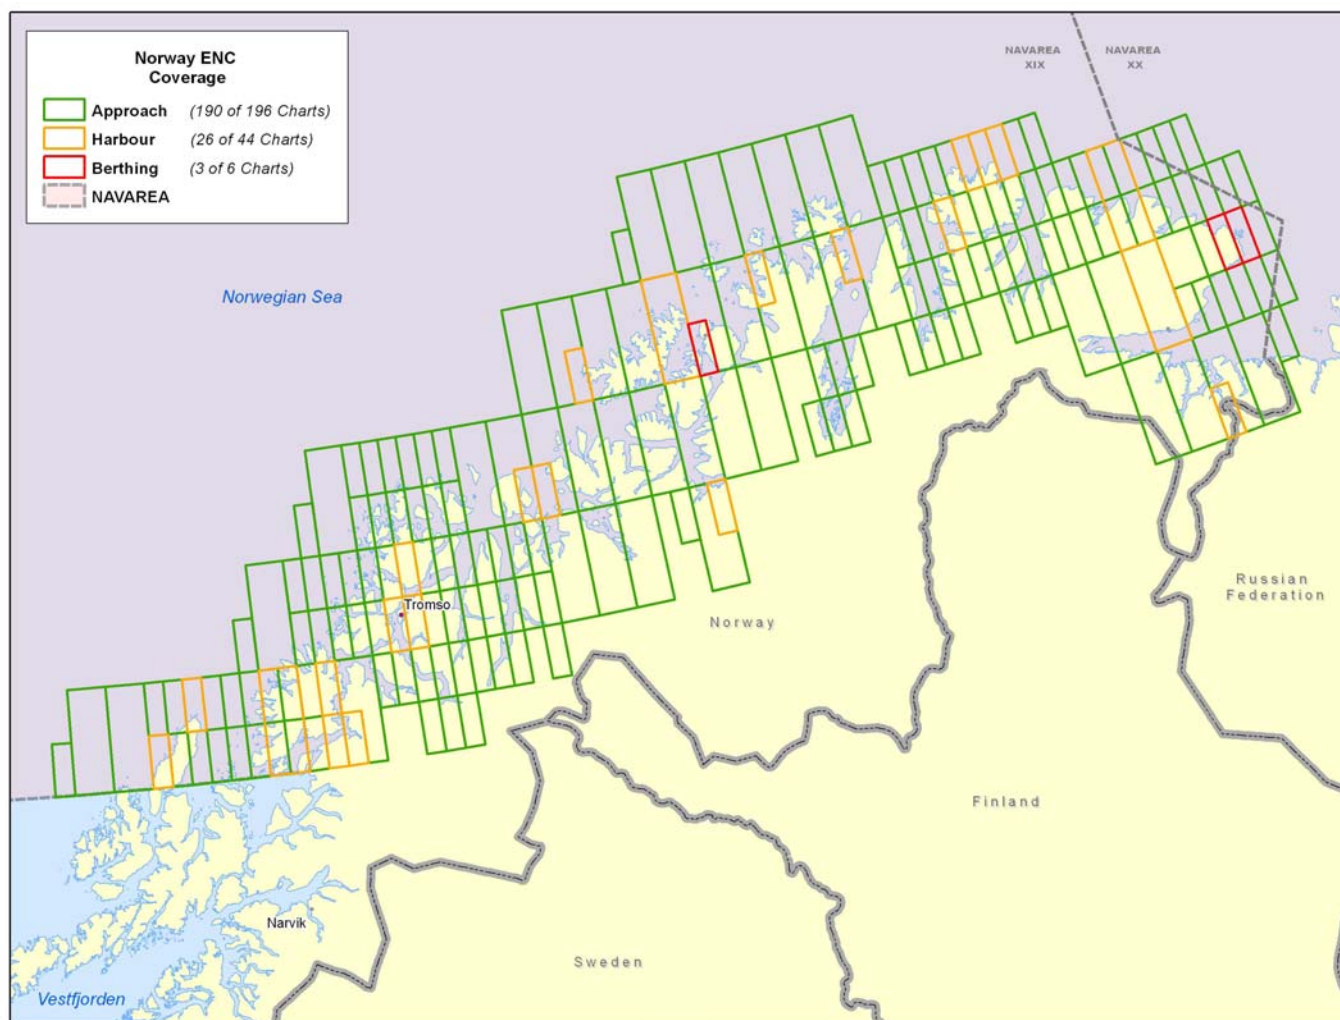 Norway ENC
Coverage
Approach (190 of 196 Charts)
Harbour (26 of 44 Charts)
Berthing (3 of 6 Charts)
NAVAREA
NAVAREA
XIX
NAVAREA
XX
Norwegian Sea
Tromso
Norway
Russian
Federation
Finland
Narvik
Sweden
Vestfjorden